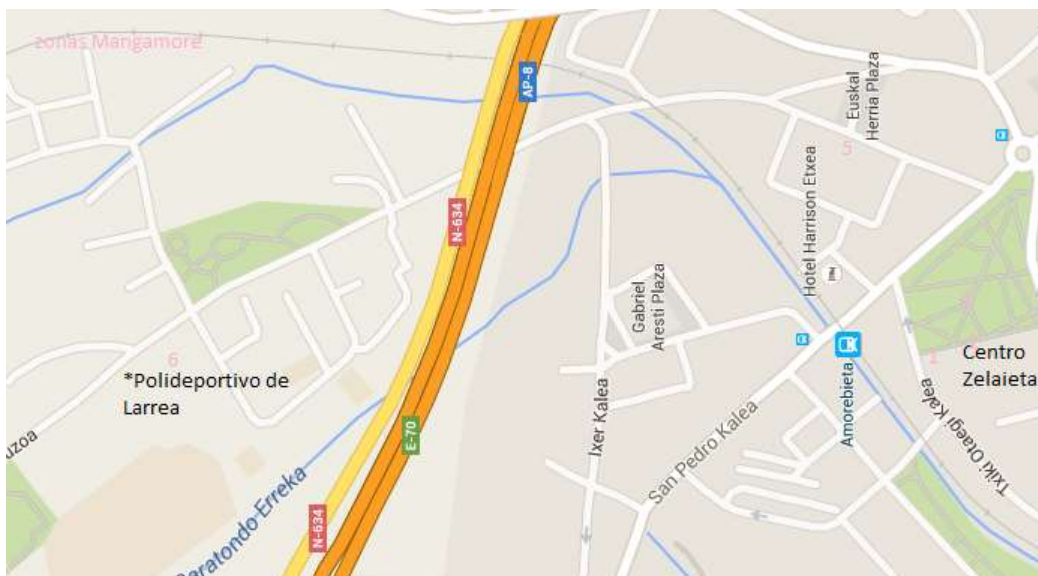 zonas Mangamore
AP-8
Euskal
Herria Plaza
5
Hotel Harrison Etxea
N-634
Gabriel
Aresti Plaza
6
*Polideportivo de
Larrea
1
Centro
Zelaieta
Amorebieta
Ixer Kalea
San Pedro Kalea
Txiki Otaegi Kalea
uzoa
E-70
N-634
Garatondo-Erreka